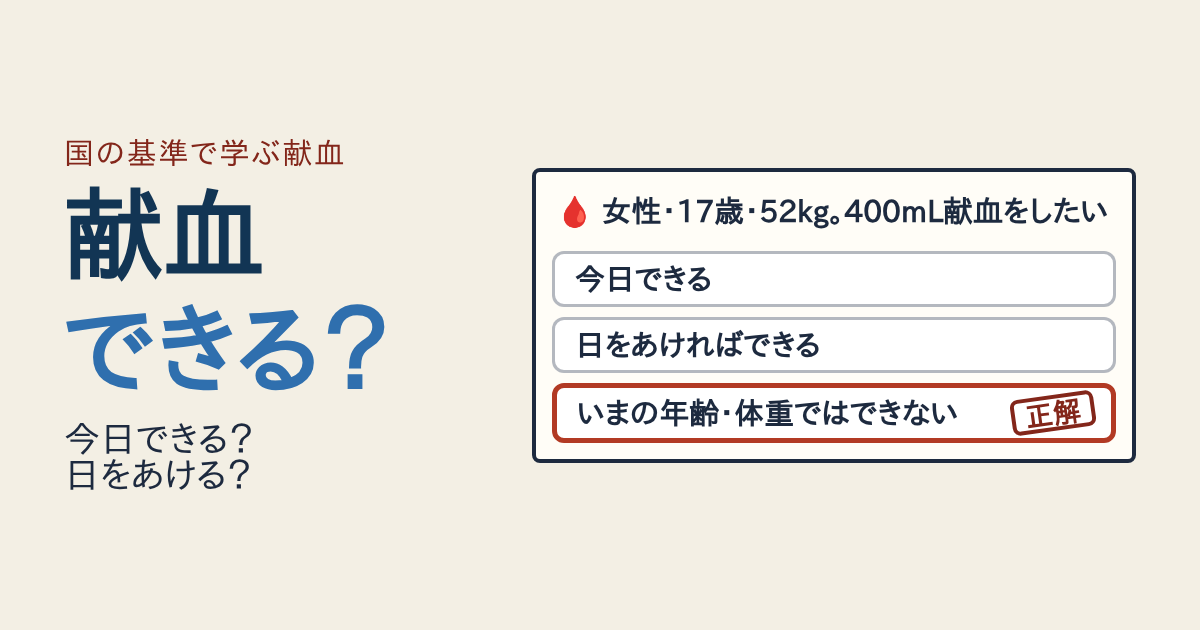 国の基準で学ぶ献血
献血
できる？
今日できる？
日をあける？
女性・17歳・52kg。400mL献血をしたい
今日できる
日をあければできる
いまの年齢・体重ではできない
正解